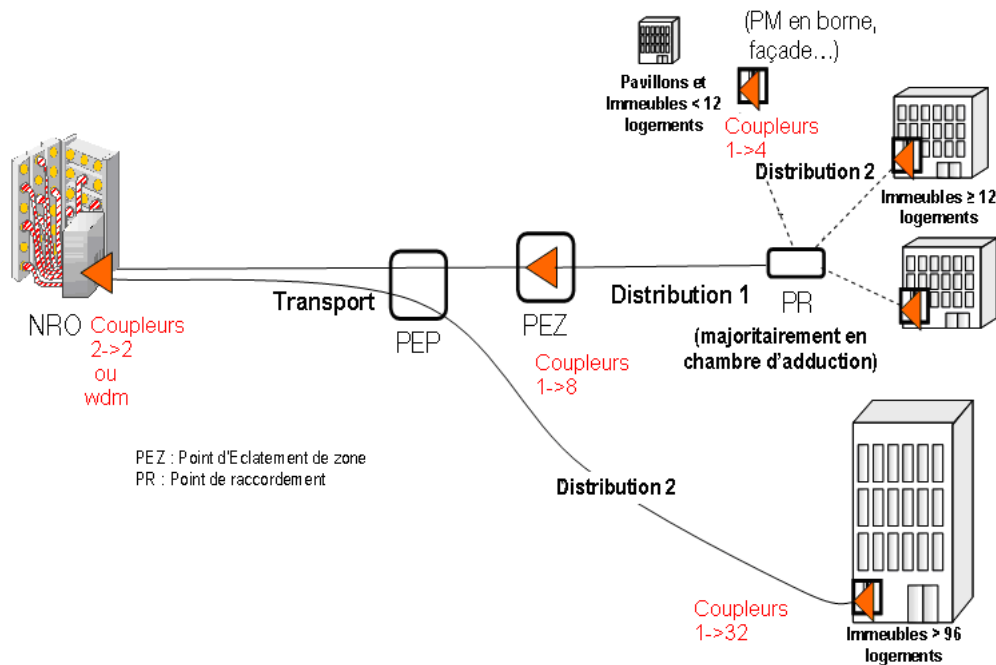 (PM en borne,
façade…)
Pavillons et
Immeubles < 12
logements
Coupleurs
1->4
Distribution 2
Immeubles ≥ 12
logements
Transport
PEP
PEZ
Distribution 1
PR
(majoritairement en
chambre d'adduction)
NRO
Coupleurs
2->2
ou
wdm
Coupleurs
1->8
PEZ : Point d'Eclatement de zone
PR : Point de raccordement
Distribution 2
Coupleurs
1->32
Immeubles > 96
logements